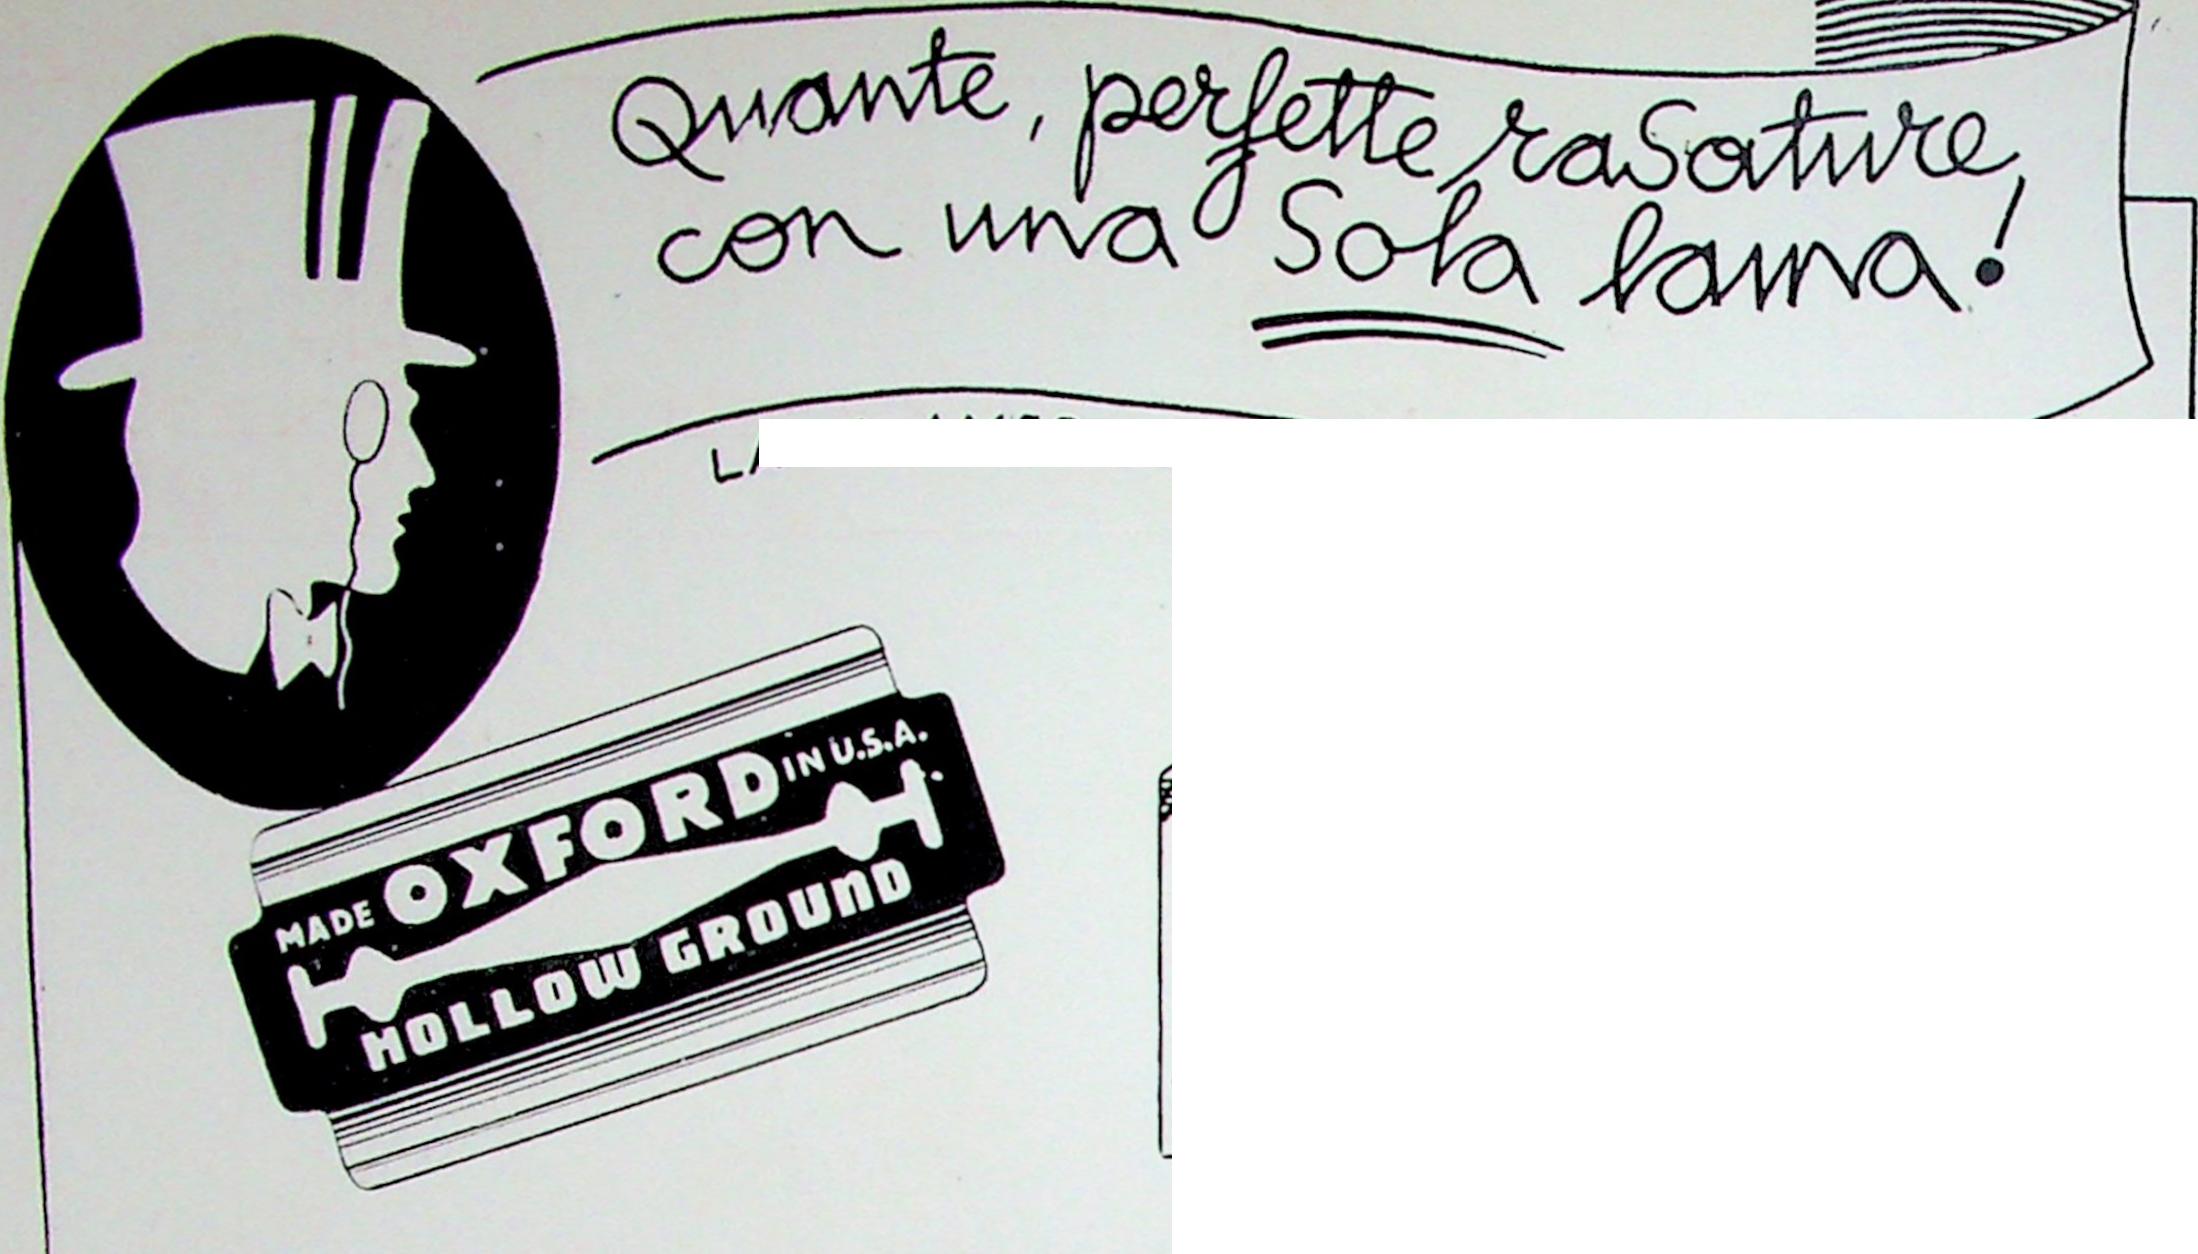 Quante, perfette raSature
con una Sola lama!
MADE OXFORD IN U.S.A.
HOLLOW GROUND